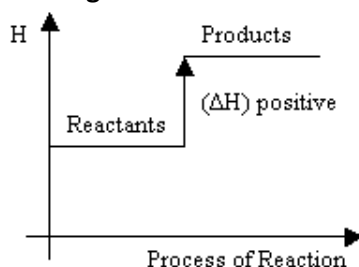 H
Products
(ΔH) positive
Reactants
Process of Reaction